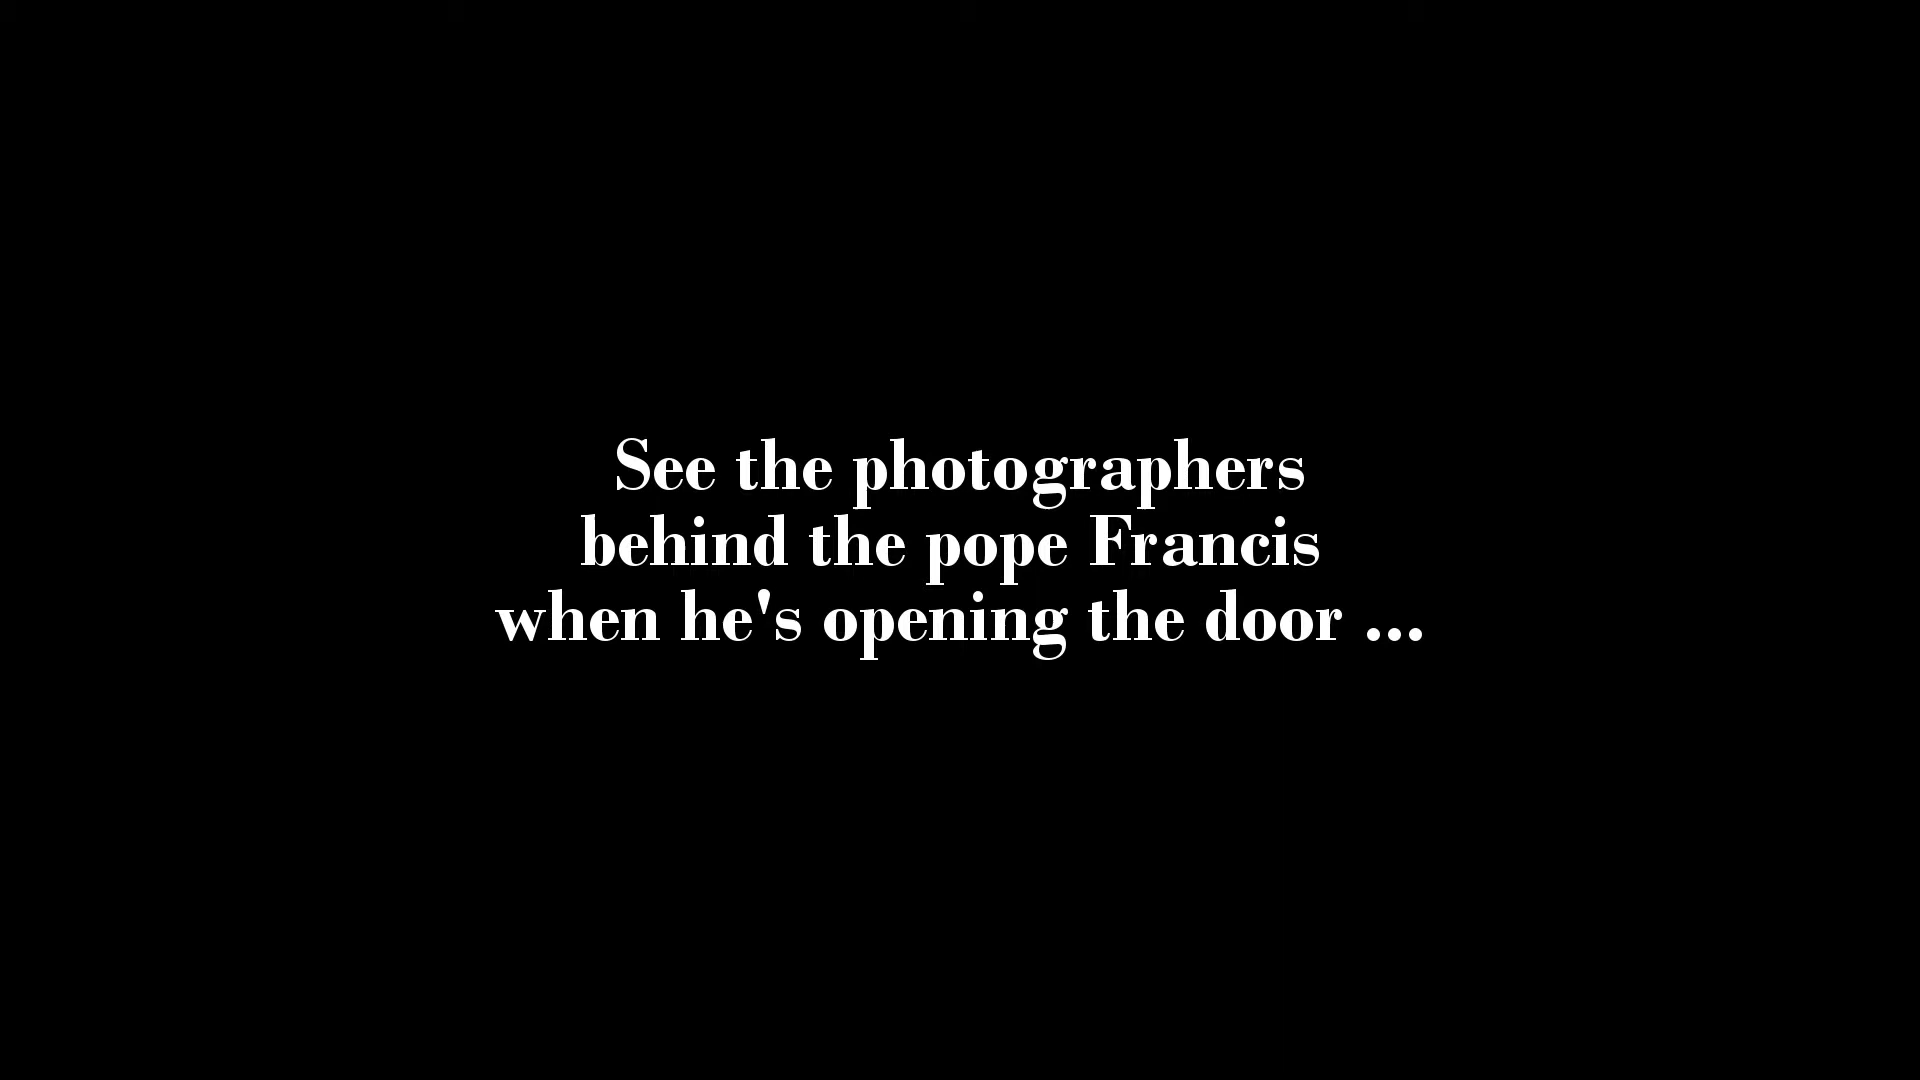 See the photographers
behind the pope Francis
when he's opening the door ...